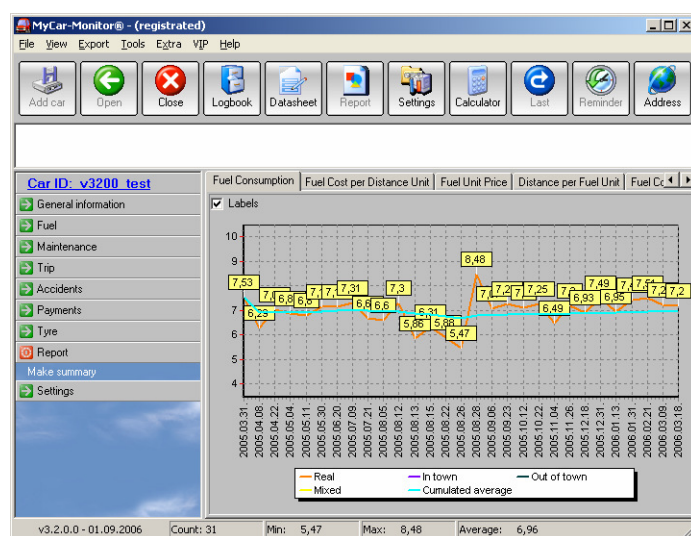 MyCar-Monitor® - (registrated)
File View Export Tools Extra VIP Help
Add car Open Close Logbook Datasheet Report Settings Calculator Last Reminder Address
Car ID: v3200_test
General information
Fuel
Maintenance
Trip
Accidents
Payments
Tyre
Report
Make summary
Settings
Fuel Consumption Fuel Cost per Distance Unit Fuel Unit Price Distance per Fuel Unit
Labels
10
9
8
7
6
5
4
7,53 7,31 6,6 7,3 5,86 6,31 5,88 5,47 8,48 7,25 6,49 6,93 7,49 6,95 7,2
2005.03.31. 2005.04.08. 2005.04.22. 2005.05.04. 2005.05.11. 2005.05.30. 2005.06.20. 2005.07.09. 2005.07.21. 2005.08.05. 2005.08.12. 2005.08.13. 2005.08.15. 2005.08.22. 2005.08.26. 2005.08.28. 2005.09.06. 2005.09.23. 2005.10.12. 2005.10.22. 2005.11.04. 2005.11.26. 2005.12.18. 2005.12.31. 2006.01.13. 2006.01.31. 2006.02.21. 2006.03.09. 2006.03.18.
Real In town Out of town
Mixed Cumulated average
v3.2.0.0 - 01.09.2006 Count: 31 Min: 5,47 Max: 8,48 Average: 6,96